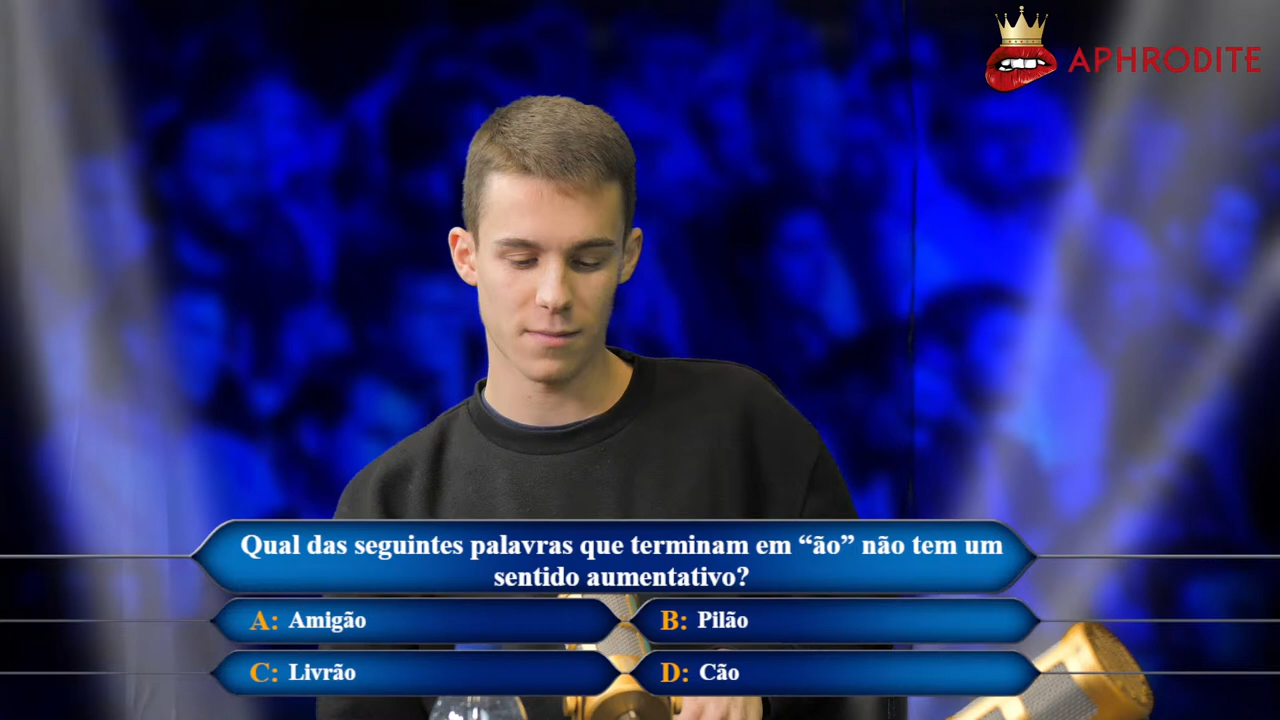 APHRODITE
Qual das seguintes palavras que terminam em “ão” não tem um
sentido aumentativo?
A: Amigão
B: Pilão
C: Livrão
D: Cão